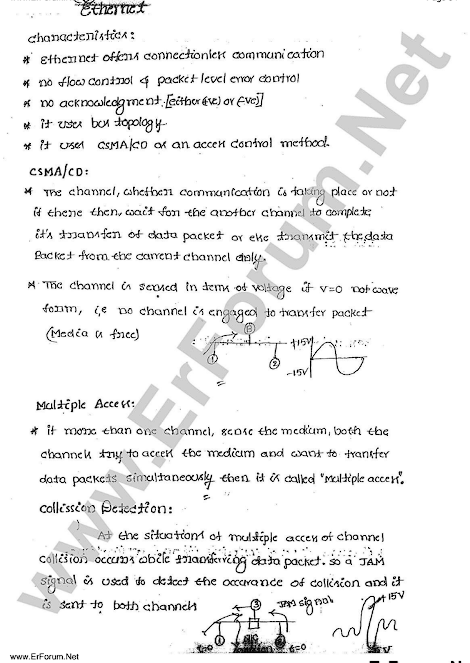 Ethernet
Characteristics:
* Ethernet offers connectionless communication
* no flow control & packet level error control
* no acknowledgment. [either (+ve) or (-ve)]
* it uses bus topology.
* it uses CSMA/CD as an access control method.
CSMA/CD:
* The channel, whether communication is taking place or not
if there then, wait for the another channel to complete
it's transfer of data packet or else transmit the data
Packet from the current channel only.
* The channel is sensed in terms of voltage if V=0 not wave
form, i.e no channel is engaged to transfer packet
(Media is free)
3
+15V
1
2
-15V
Multiple Access:
* if more than one channel, sense the medium, both the
channels try to access the medium and want to transfer
data packets simultaneously then it is called "Multiple access".
Collission Detection:
At the situations of multiple access of channel
collision occurs while transferring data packet. so a JAM
signal is used to detect the occurance of collision and it
is sent to both channels
3
JAM signal
+15V
1
2
t=0
t=0
www.ErForum.Net
www.ErForum.Net